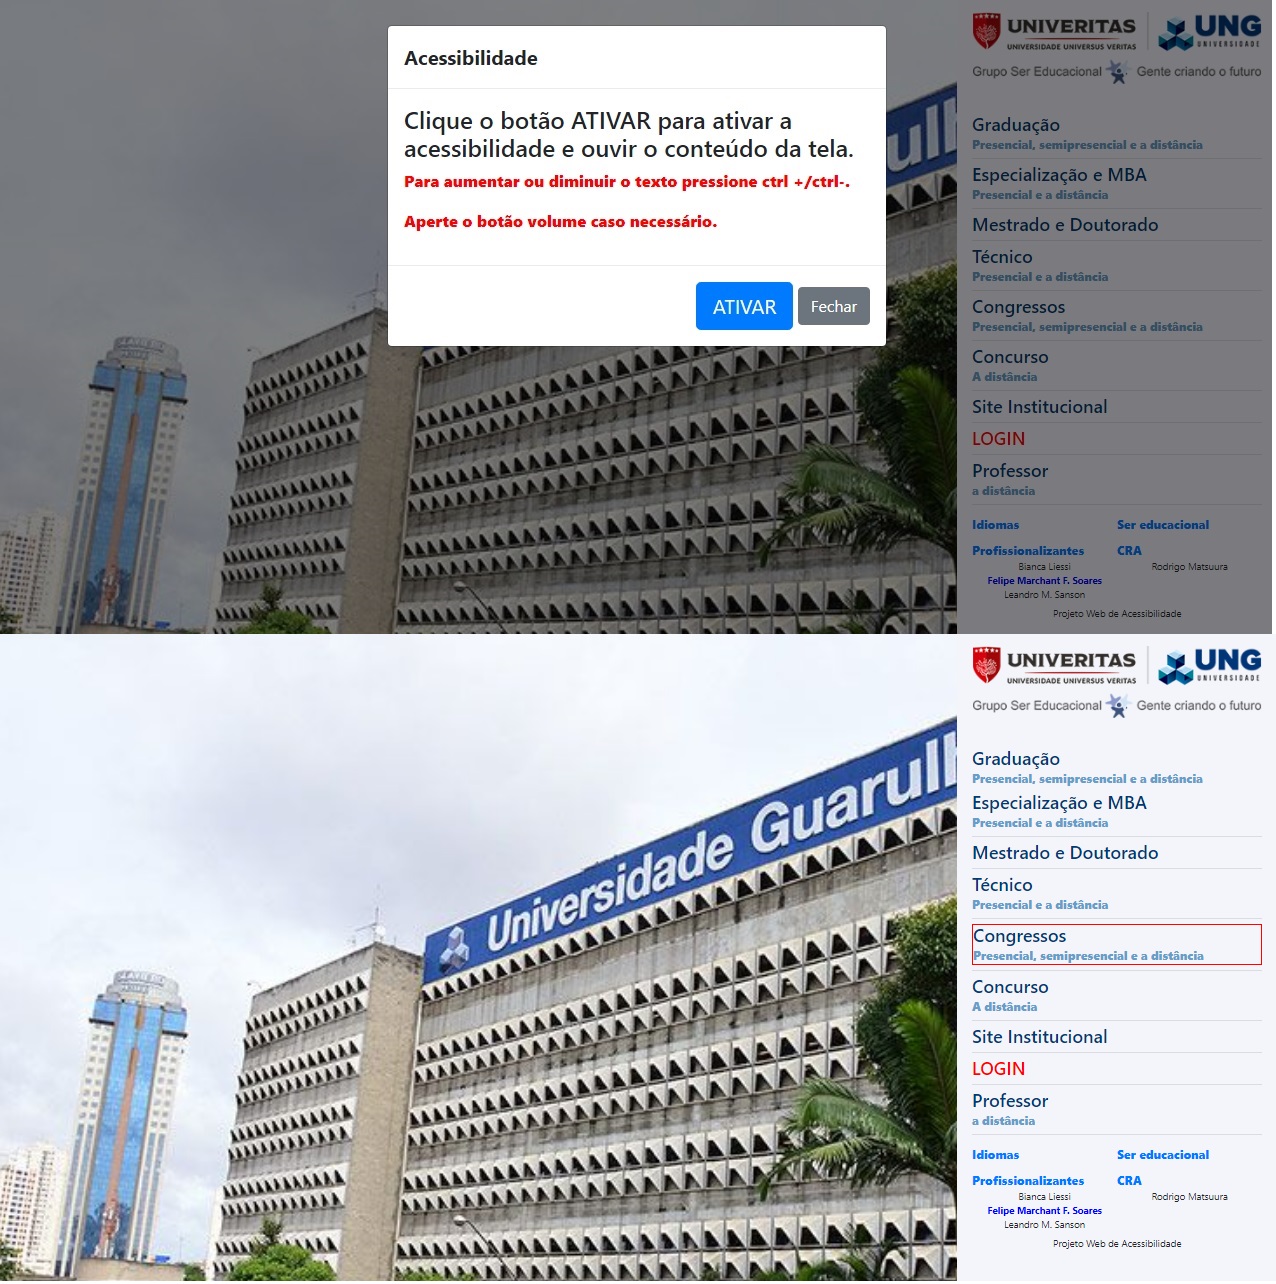 Acessibilidade
Clique o botão ATIVAR para ativar a
acessibilidade e ouvir o conteúdo da tela.
Para aumentar ou diminuir o texto pressione ctrl +/ctrl-.
Aperte o botão volume caso necessário.
ATIVAR
Fechar
UNIVERITAS
UNIVERSIDADE UNIVERSUS VERITAS
UNG
UNIVERSIDADE
Grupo Ser Educacional Gente criando o futuro
Graduação
Presencial, semipresencial e a distância
Especialização e MBA
Presencial e a distância
Mestrado e Doutorado
Técnico
Presencial e a distância
Congressos
Presencial, semipresencial e a distância
Concurso
A distância
Site Institucional
LOGIN
Professor
a distância
Idiomas
Ser educacional
Profissionalizantes
CRA
Bianca Liessi
Rodrigo Matsuura
Felipe Marchant F. Soares
Leandro M. Sanson
Projeto Web de Acessibilidade
Universidade Guarulh
UNIVERITAS
UNIVERSIDADE UNIVERSUS VERITAS
UNG
UNIVERSIDADE
Grupo Ser Educacional Gente criando o futuro
Graduação
Presencial, semipresencial e a distância
Especialização e MBA
Presencial e a distância
Mestrado e Doutorado
Técnico
Presencial e a distância
Congressos
Presencial, semipresencial e a distância
Concurso
A distância
Site Institucional
LOGIN
Professor
a distância
Idiomas
Ser educacional
Profissionalizantes
CRA
Bianca Liessi
Rodrigo Matsuura
Felipe Marchant F. Soares
Leandro M. Sanson
Projeto Web de Acessibilidade